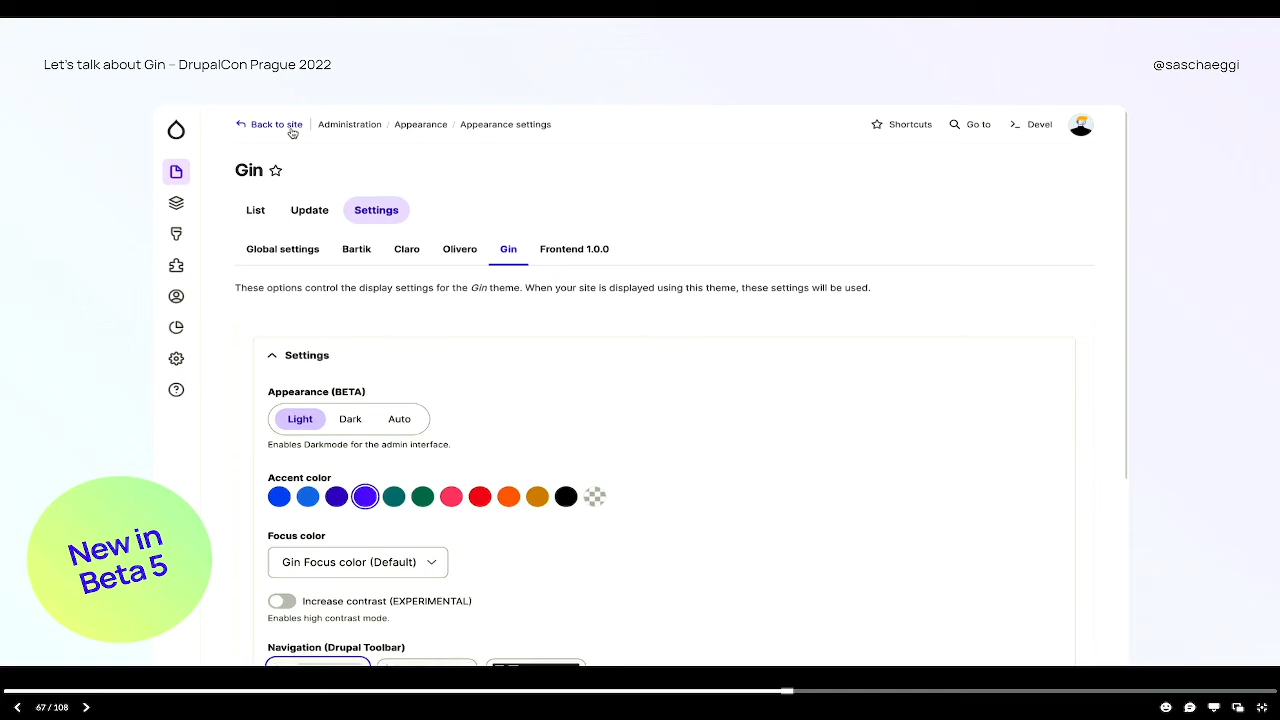 Let's talk about Gin – DrupalCon Prague 2022
@saschaeggi
Back to site
Administration / Appearance / Appearance settings
Shortcuts
Go to
Devel
Gin
List
Update
Settings
Global settings
Bartik
Claro
Olivero
Gin
Frontend 1.0.0
These options control the display settings for the Gin theme. When your site is displayed using this theme, these settings will be used.
Settings
Appearance (BETA)
Light
Dark
Auto
Enables Darkmode for the admin interface.
Accent color
Focus color
Gin Focus color (Default)
Increase contrast (EXPERIMENTAL)
Enables high contrast mode.
Navigation (Drupal Toolbar)
New in
Beta 5
67 / 108